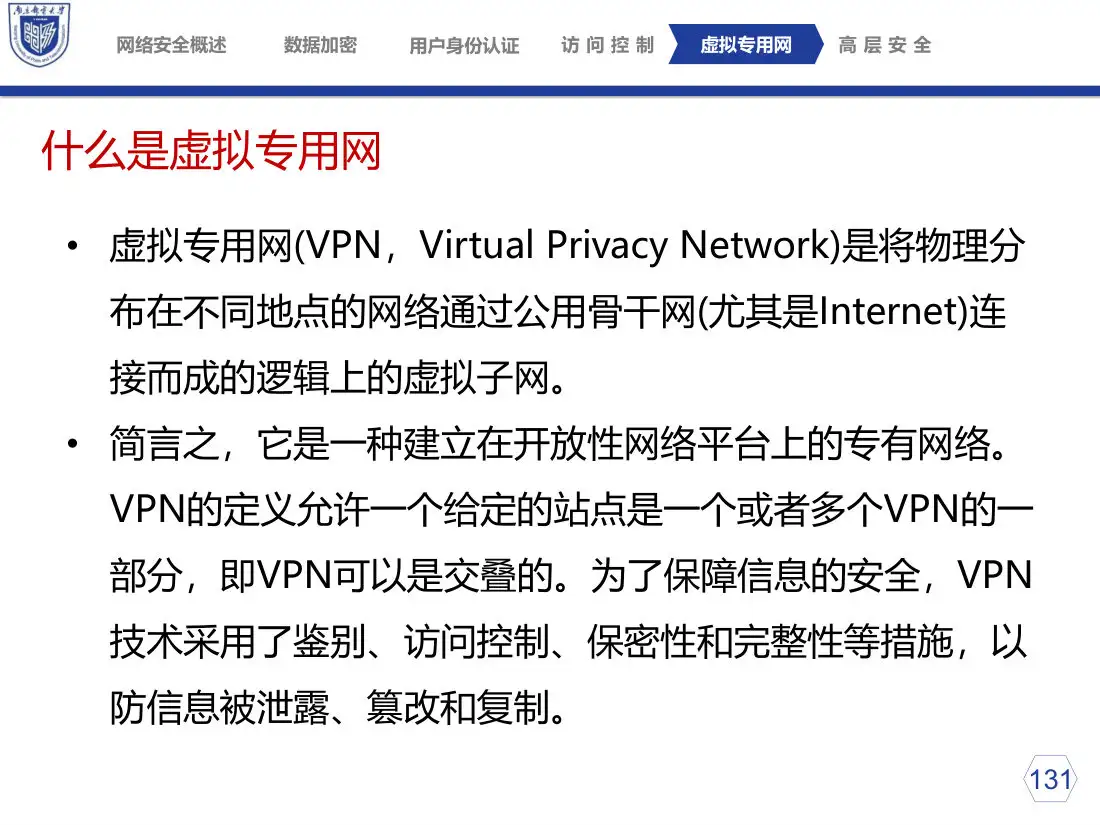 网络安全概述 数据加密 用户身份认证 访问控制 虚拟专用网 高层安全
什么是虚拟专用网
• 虚拟专用网(VPN，Virtual Privacy Network)是将物理分
布在不同地点的网络通过公用骨干网(尤其是Internet)连
接而成的逻辑上的虚拟子网。
• 简言之，它是一种建立在开放性网络平台上的专有网络。
VPN的定义允许一个给定的站点是一个或者多个VPN的一
部分，即VPN可以是交叠的。为了保障信息的安全，VPN
技术采用了鉴别、访问控制、保密性和完整性等措施，以
防信息被泄露、篡改和复制。
131